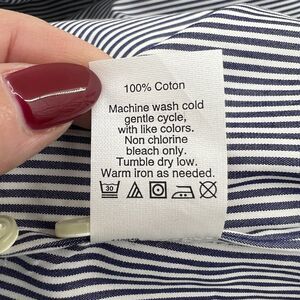 100% Coton
Machine wash cold
gentle cycle,
with like colors.
Non chlorine
bleach only.
Tumble dry low.
Warm iron as needed.
30